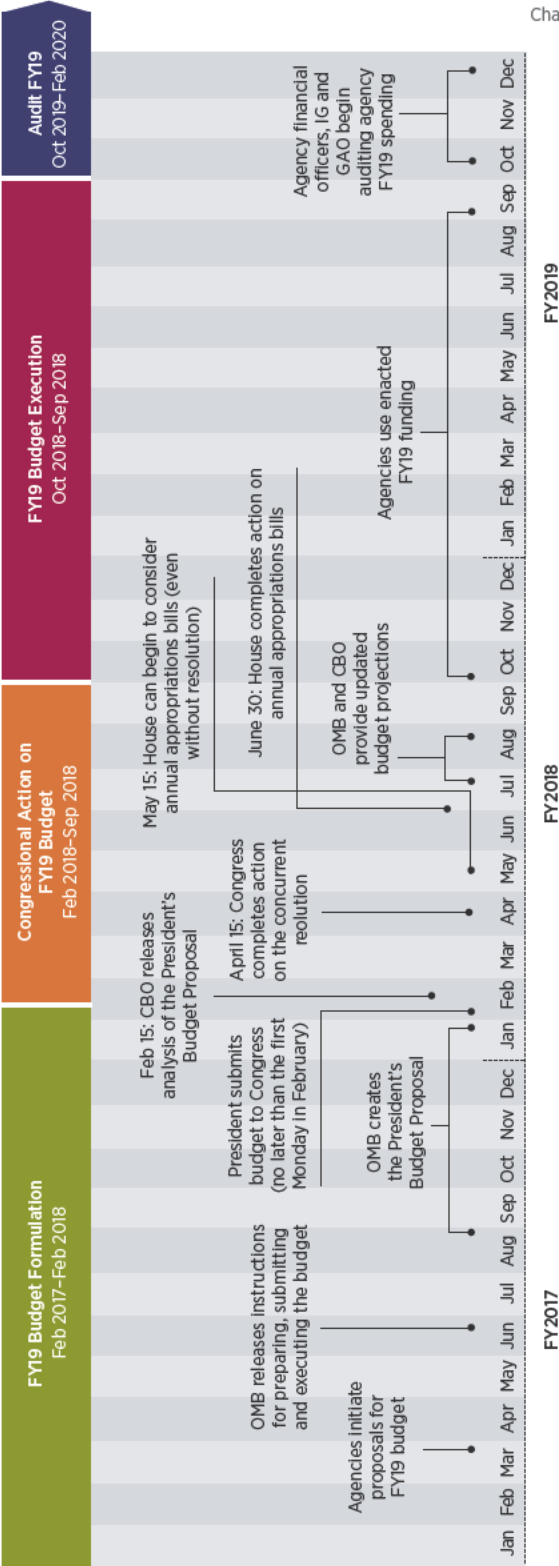 Cha
FY19 Budget Formulation
Feb 2017–Feb 2018
Congressional Action on
FY19 Budget
Feb 2018–Sep 2018
FY19 Budget Execution
Oct 2018–Sep 2018
Audit FY19
Oct 2019–Feb 2020
Agencies initiate
proposals for
FY19 budget
OMB releases instructions
for preparing, submitting
and executing the budget
OMB creates
the President's
Budget Proposal
President submits
budget to Congress
(no later than the first
Monday in February)
Feb 15: CBO releases
analysis of the President's
Budget Proposal
April 15: Congress
completes action
on the concurrent
reolution
May 15: House can begin to consider
annual appropriations bills (even
without resolution)
June 30: House completes action on
annual appropriations bills
OMB and CBO
provide updated
budget projections
Agencies use enacted
FY19 funding
Agency financial
officers, IG and
GAO begin
auditing agency
FY19 spending
Jan Feb Mar Apr May Jun Jul Aug Sep Oct Nov Dec Jan Feb Mar Apr May Jun Jul Aug Sep Oct Nov Dec Jan Feb Mar Apr May Jun Jul Aug Sep Oct Nov Dec
FY2017 FY2018 FY2019